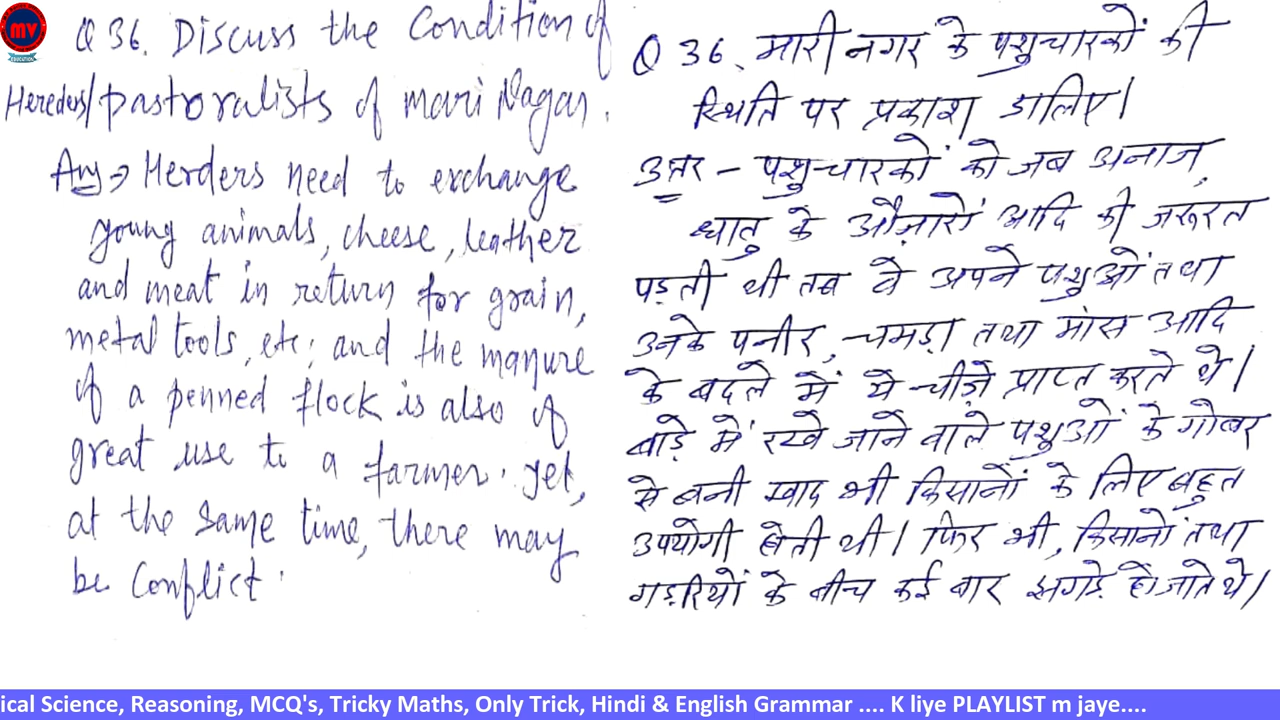 mv
EDUCATION
Q 36. Discuss the Condition of
Hereders/pastoralists of mari Nagar.
Ans → Herders need to exchange
young animals, cheese, leather
and meat in return for grain,
metal tools, etc; and the manure
of a penned flock is also of
great use to a farmer. Yet,
at the same time, there may
be Conflict.
Q 36. मारी नगर के पशुचारकों की
स्थिति पर प्रकाश डालिए।
उत्तर - पशुचारकों को जब अनाज,
धातु के औज़ारों आदि की जरूरत
पड़ती थी तब वे अपने पशुओं तथा
उनके पनीर, चमड़ा तथा मांस आदि
के बदले में ये चीज़ें प्राप्त करते थे।
बाड़े में रखे जाने वाले पशुओं के गोबर
से बनी खाद भी किसानों के लिए बहुत
उपयोगी होती थी। फिर भी, किसानों तथा
गड़रियों के बीच कई बार झगड़े हो जाते थे।
ical Science, Reasoning, MCQ's, Tricky Maths, Only Trick, Hindi & English Grammar .... K liye PLAYLIST m jaye....